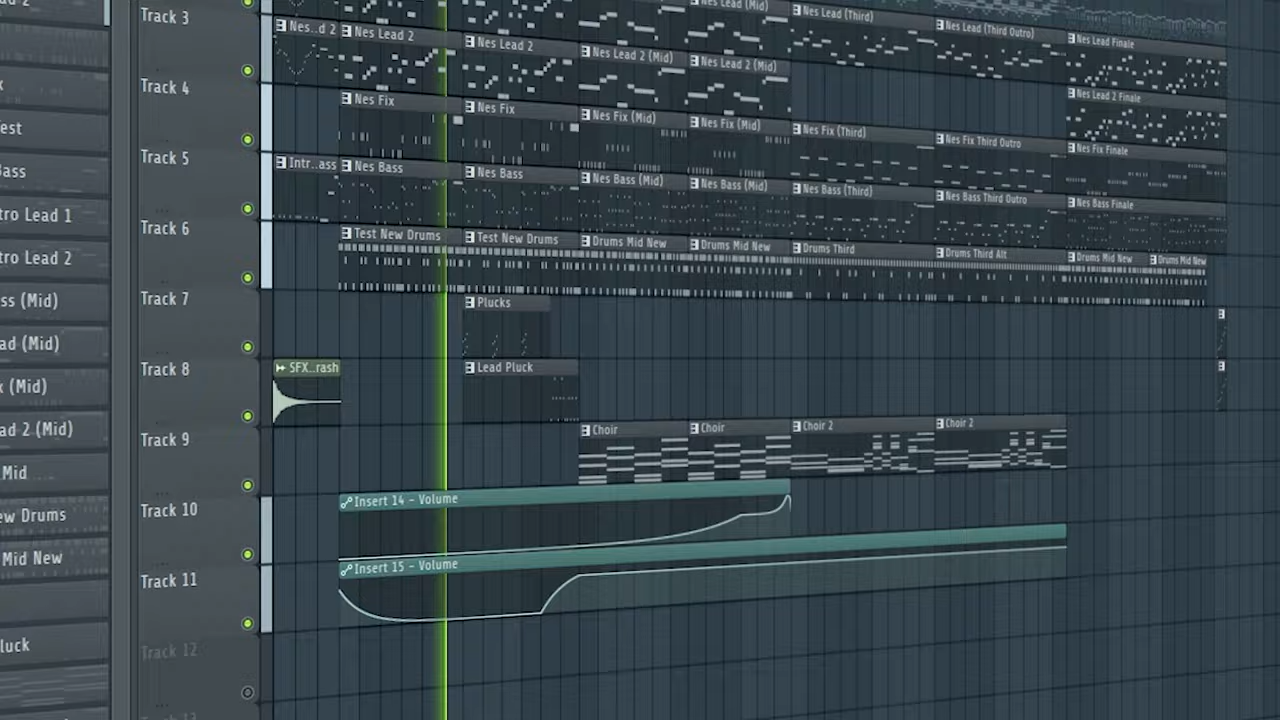 Track 3
Nes Lead (Mid)
Nes Lead (Third)
Nes Lead (Third Outro)
Nes Lead Finale
Nes..d 2
Nes Lead 2
Nes Lead 2
Nes Lead 2 (Mid)
Nes Lead 2 (Mid)
Nes Lead 2 Finale
Track 4
Nes Fix
Nes Fix
Nes Fix (Mid)
Nes Fix (Mid)
Nes Fix (Third)
Nes Fix Third Outro
Nes Fix Finale
Track 5
Intr..ass
Nes Bass
Nes Bass
Nes Bass (Mid)
Nes Bass (Mid)
Nes Bass (Third)
Nes Bass Third Outro
Nes Bass Finale
Track 6
Test New Drums
Test New Drums
Drums Mid New
Drums Mid New
Drums Third
Drums Third Alt
Drums Mid New
Drums Mid New
Track 7
Plucks
Track 8
SFX..rash
Lead Pluck
Track 9
Choir
Choir
Choir 2
Choir 2
Track 10
Insert 14 - Volume
Track 11
Insert 15 - Volume
Track 12
est
Bass
tro Lead 1
tro Lead 2
ss (Mid)
ad (Mid)
x (Mid)
ad 2 (Mid)
Mid
ew Drums
Mid New
luck